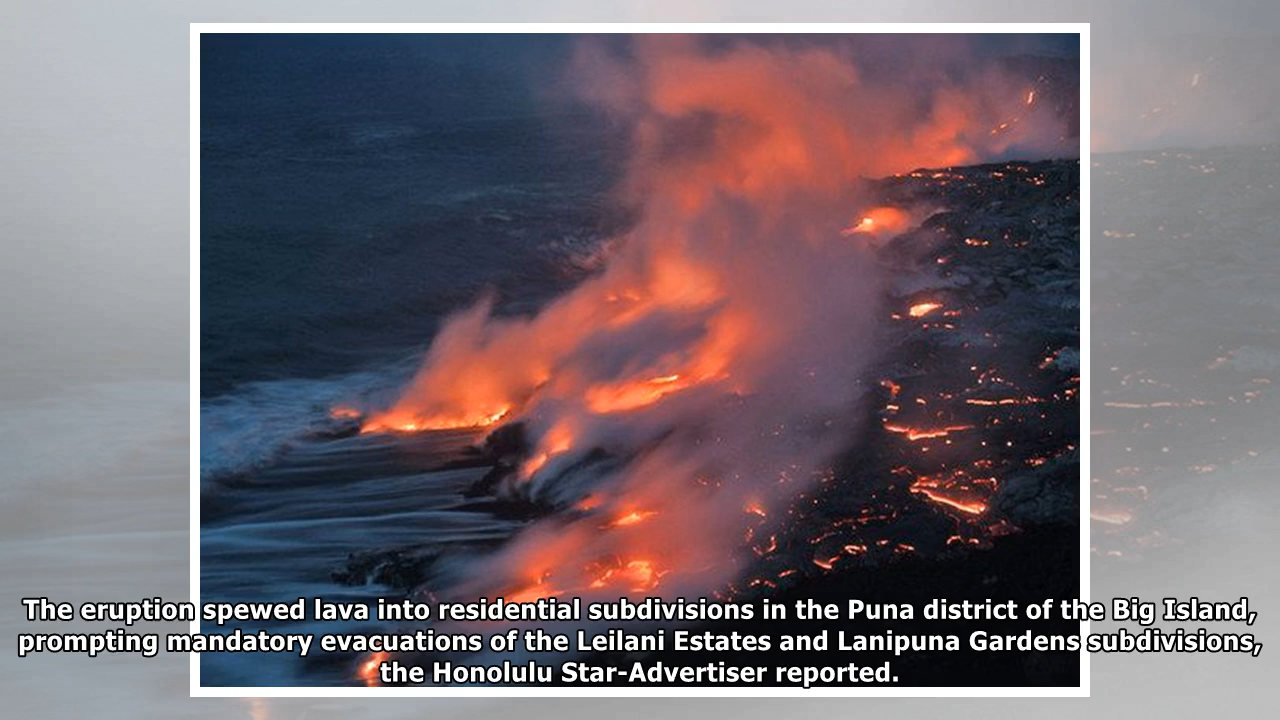 The eruption spewed lava into residential subdivisions in the Puna district of the Big Island,
prompting mandatory evacuations of the Leilani Estates and Lanipuna Gardens subdivisions,
the Honolulu Star-Advertiser reported.